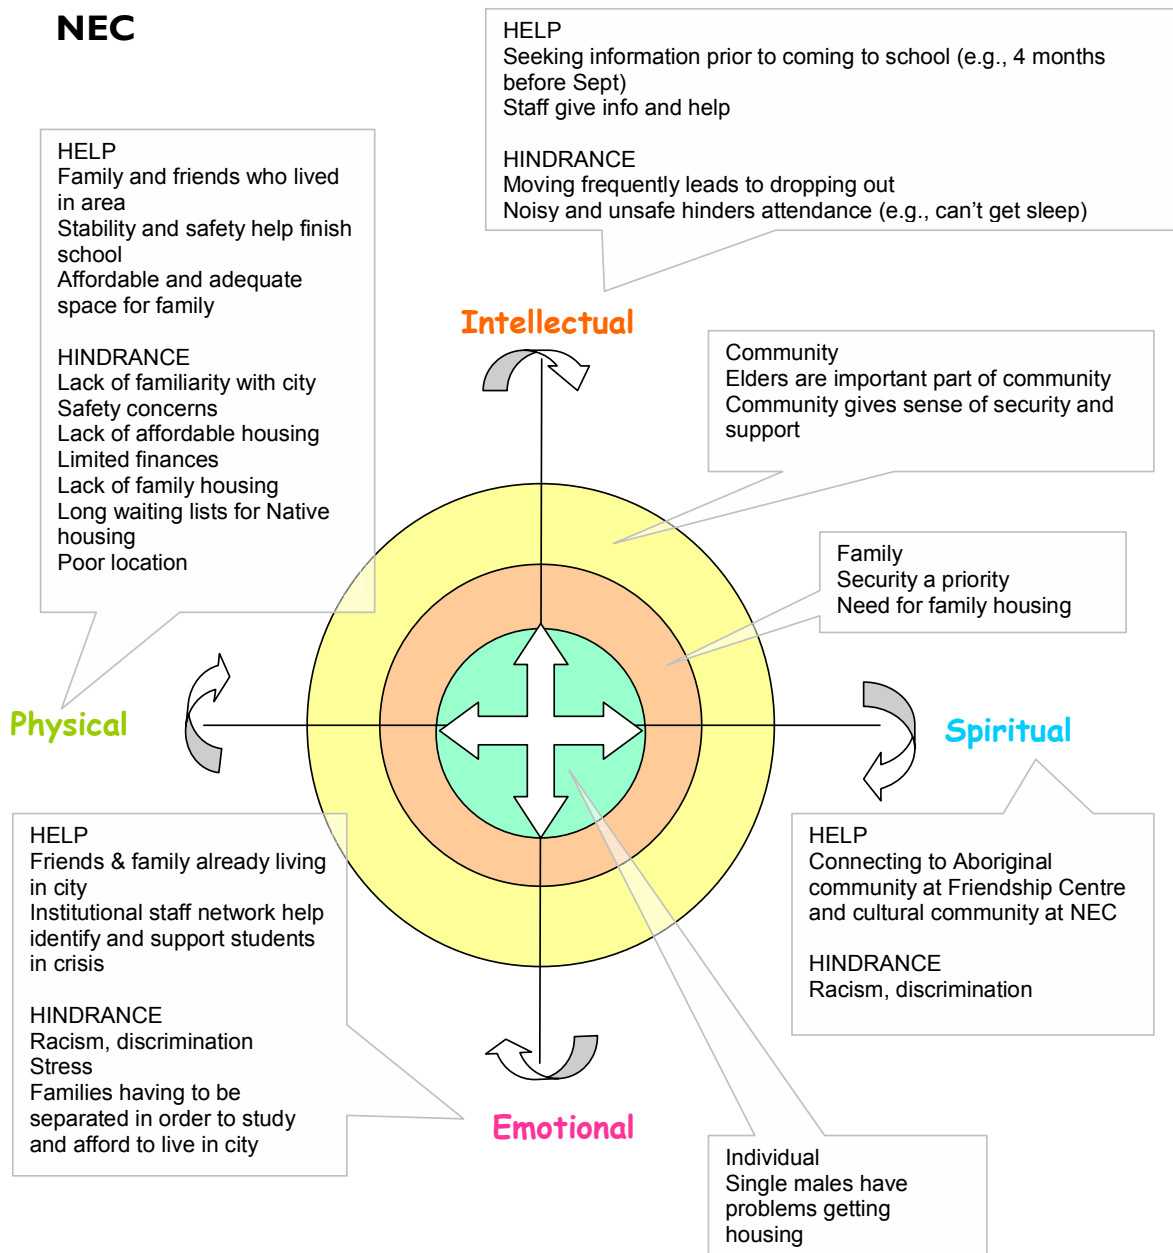 NEC
HELP
Seeking information prior to coming to school (e.g., 4 months
before Sept)
Staff give info and help
HINDRANCE
Moving frequently leads to dropping out
Noisy and unsafe hinders attendance (e.g., can’t get sleep)
HELP
Family and friends who lived
in area
Stability and safety help finish
school
Affordable and adequate
space for family
HINDRANCE
Lack of familiarity with city
Safety concerns
Lack of affordable housing
Limited finances
Lack of family housing
Long waiting lists for Native
housing
Poor location
Intellectual
Community
Elders are important part of community
Community gives sense of security and
support
Family
Security a priority
Need for family housing
Physical
Spiritual
HELP
Friends & family already living
in city
Institutional staff network help
identify and support students
in crisis
HINDRANCE
Racism, discrimination
Stress
Families having to be
separated in order to study
and afford to live in city
HELP
Connecting to Aboriginal
community at Friendship Centre
and cultural community at NEC
HINDRANCE
Racism, discrimination
Emotional
Individual
Single males have
problems getting
housing